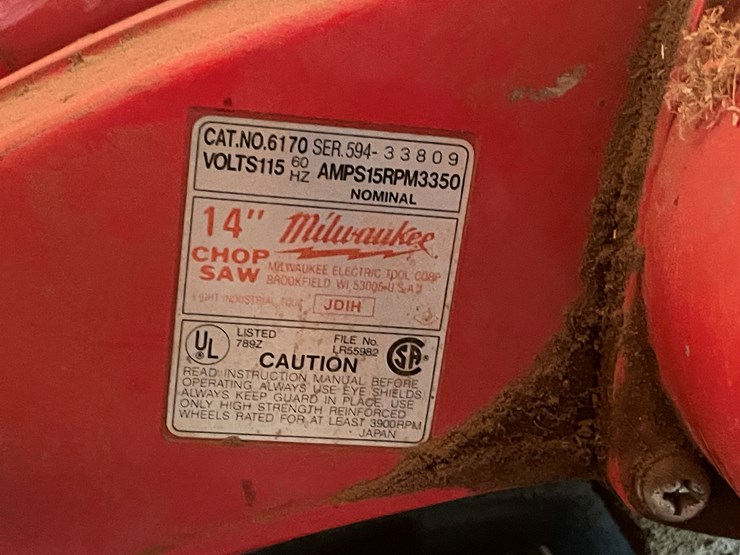 CAT.NO.6170 SER.594-33809
VOLTS115 60 HZ AMPS15RPM3350
NOMINAL
14" Milwaukee
CHOP SAW
MILWAUKEE ELECTRIC TOOL CORP
BROOKFIELD WI 53005 U.S.A.
INDUSTRIAL JDIH
UL LISTED 789Z
FILE No. LR55982 SA
CAUTION
READ INSTRUCTION MANUAL BEFORE
OPERATING ALWAYS USE EYE SHIELDS.
ALWAYS KEEP GUARD IN PLACE. USE
ONLY HIGH STRENGTH REINFORCED
WHEELS RATED FOR AT LEAST 3900RPM
JAPAN